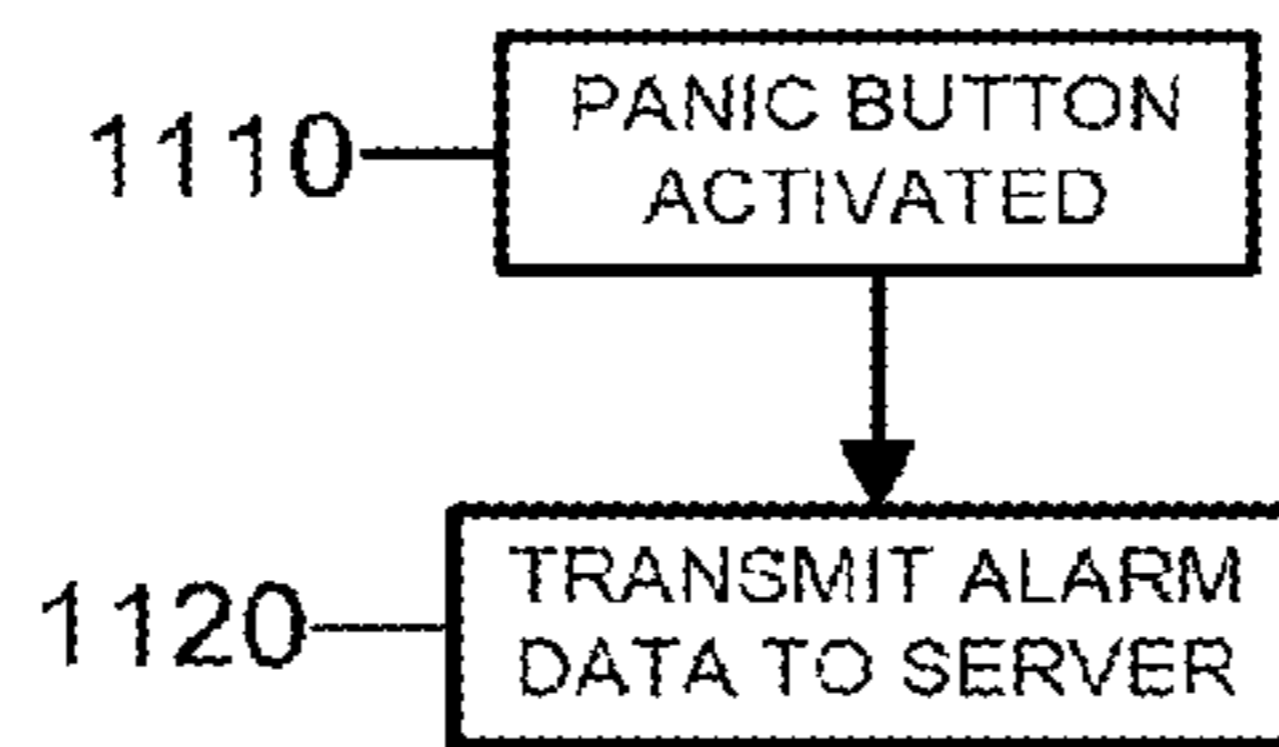 1110
PANIC BUTTON
ACTIVATED
1120
TRANSMIT ALARM
DATA TO SERVER